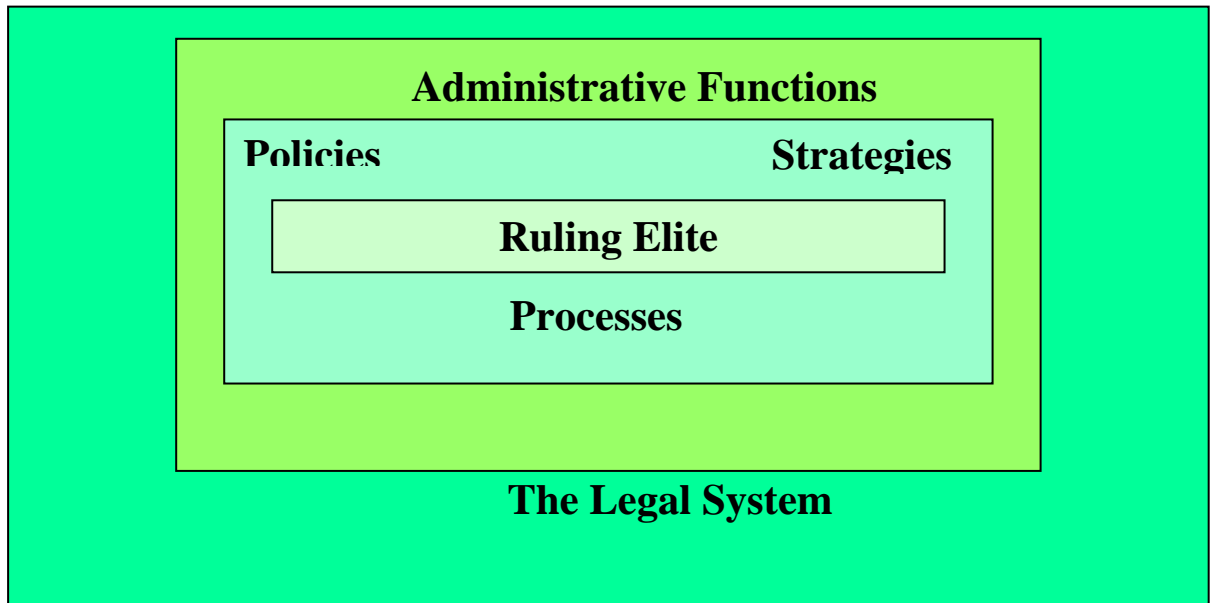 Administrative Functions
Policies Strategies
Ruling Elite
Processes
The Legal System